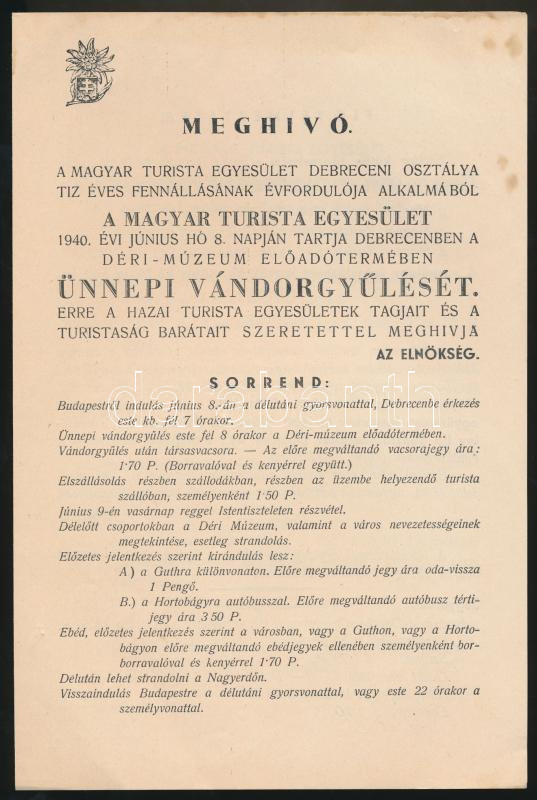 MEGHIVÓ.
A MAGYAR TURISTA EGYESÜLET DEBRECENI OSZTÁLYA
TIZ ÉVES FENNÁLLÁSÁNAK ÉVFORDULÓJA ALKALMÁBÓL
A MAGYAR TURISTA EGYESÜLET
1940. ÉVI JÚNIUS HÓ 8. NAPJÁN TARTJA DEBRECENBEN A
DÉRI-MÚZEUM ELŐADÓTERMÉBEN
ÜNNEPI VÁNDORGYŰLÉSÉT.
ERRE A HAZAI TURISTA EGYESÜLETEK TAGJAIT ÉS A
TURISTASÁG BARÁTAIT SZERETETTEL MEGHIVJA
AZ ELNÖKSÉG.
SORREND:
darabanth
Budapestről indulás június 8.-án a délutáni gyorsvonattal, Debrecenbe érkezés
este kb. fél 7 órakor.
Ünnepi vándorgyűlés este fél 8 órakor a Déri-múzeum előadótermében.
Vándorgyűlés után társasvacsora. — Az előre megváltandó vacsorajegy ára:
1·70 P. (Borravalóval és kenyérrel együtt.)
Elszállásolás részben szállodákban, részben az üzembe helyezendő turista
szállóban, személyenként 1·50 P.
Június 9-én vasárnap reggel Istentiszteleten részvétel.
Délelőtt csoportokban a Déri Múzeum, valamint a város nevezetességeinek
megtekintése, esetleg strandolás.
Előzetes jelentkezés szerint kirándulás lesz:
A) a Guthra különvonaton. Előre megváltandó jegy ára oda-vissza
1 Pengő.
B.) a Hortobágyra autóbusszal. Előre megváltandó autóbusz térti-
jegy ára 3 50 P.
Ebéd, előzetes jelentkezés szerint a városban, vagy a Guthon, vagy a Horto-
bágyon előre megváltandó ebédjegyek ellenében személyenként bor-
borravalóval és kenyérrel 1·70 P.
Délután lehet strandolni a Nagyerdőn.
Visszaindulás Budapestre a délutáni gyorsvonattal, vagy este 22 órakor a
személyvonattal.